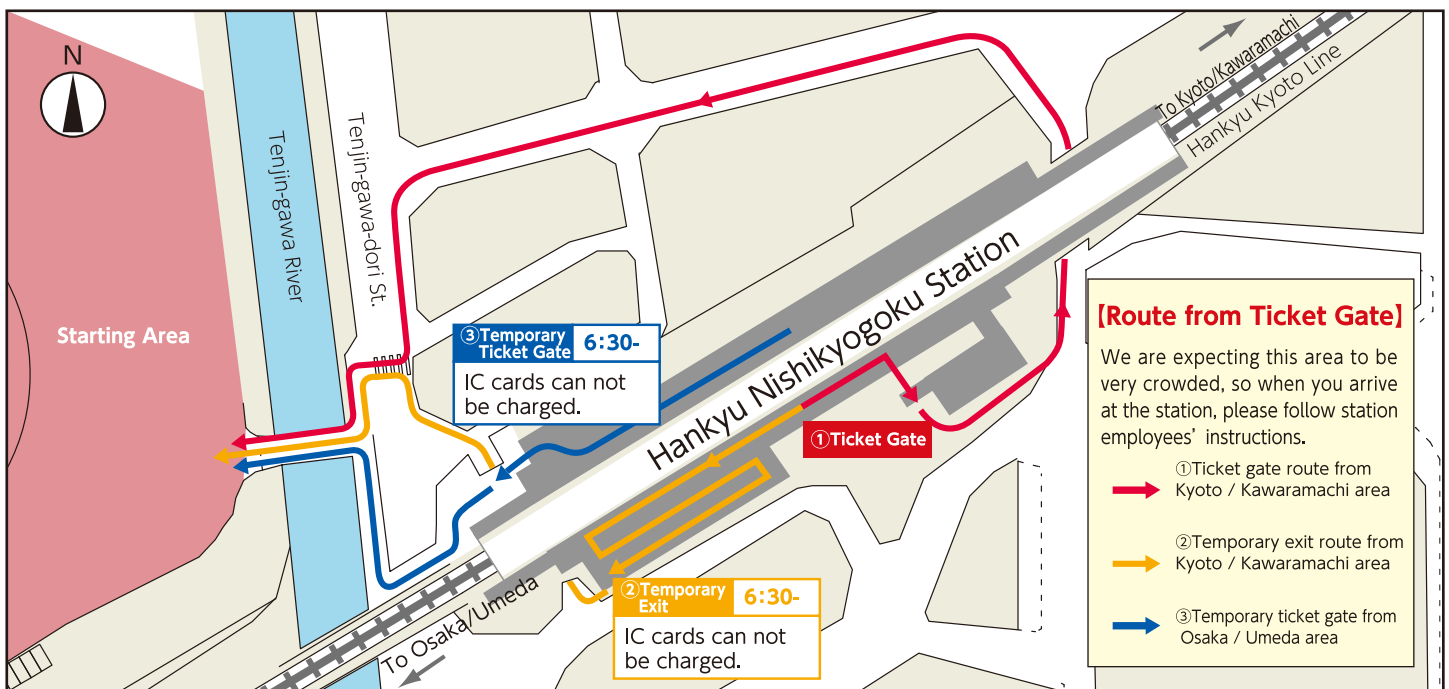 N
Tenjin-gawa River
Tenjin-gawa-dori St.
Starting Area
To Kyoto/Kawaramachi
Hankyu Kyoto Line
Hankyu Nishikyogoku Station
③Temporary
Ticket Gate
6:30-
IC cards can not
be charged.
①Ticket Gate
②Temporary
Exit
6:30-
IC cards can not
be charged.
To Osaka/Umeda
【Route from Ticket Gate】
We are expecting this area to be
very crowded, so when you arrive
at the station, please follow station
employees’ instructions.
①Ticket gate route from
Kyoto / Kawaramachi area
②Temporary exit route from
Kyoto / Kawaramachi area
③Temporary ticket gate from
Osaka / Umeda area